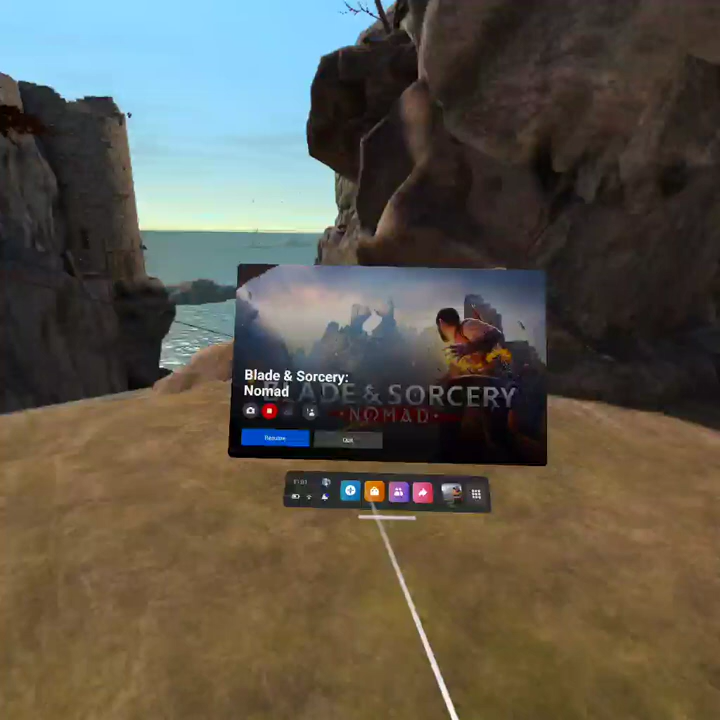 Blade & Sorcery:
Nomad
BLADE & SORCERY
NOMAD
Resume
Quit